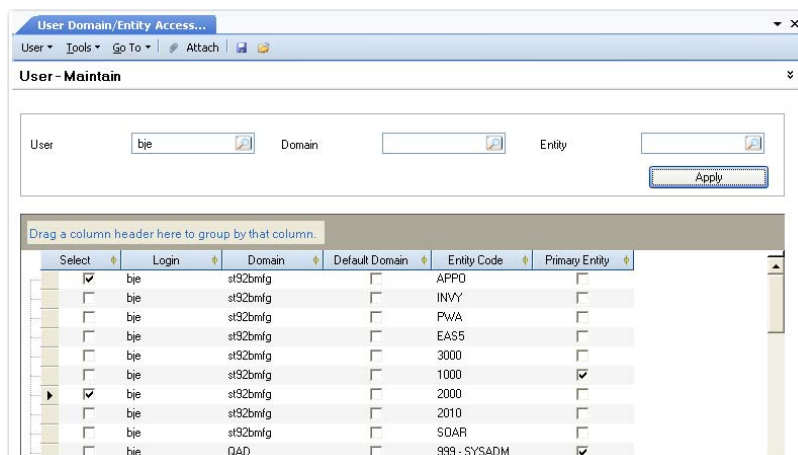 User Domain/Entity Access...
User Tools Go To Attach
User - Maintain
User bje Domain Entity
Apply
Drag a column header here to group by that column.
Select Login Domain Default Domain Entity Code Primary Entity
bje st92bmfg APPO
bje st92bmfg INVY
bje st92bmfg PWA
bje st92bmfg EAS5
bje st92bmfg 3000
bje st92bmfg 1000
bje st92bmfg 2000
bje st92bmfg 2010
bje st92bmfg SOAR
bje QAD 999 - SYSADM